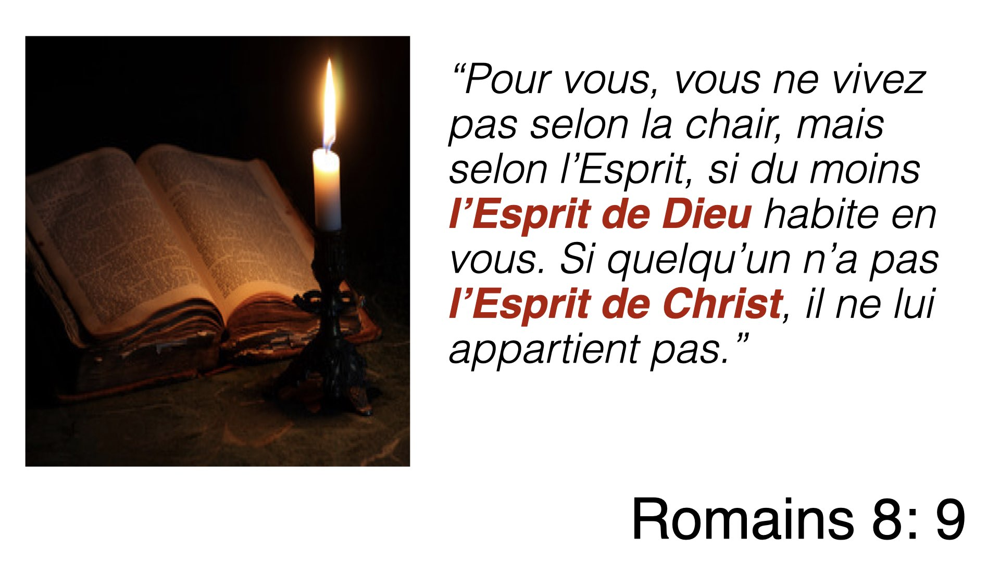 “Pour vous, vous ne vivez
pas selon la chair, mais
selon l’Esprit, si du moins
l’Esprit de Dieu habite en
vous. Si quelqu’un n’a pas
l’Esprit de Christ, il ne lui
appartient pas.”
Romains 8: 9